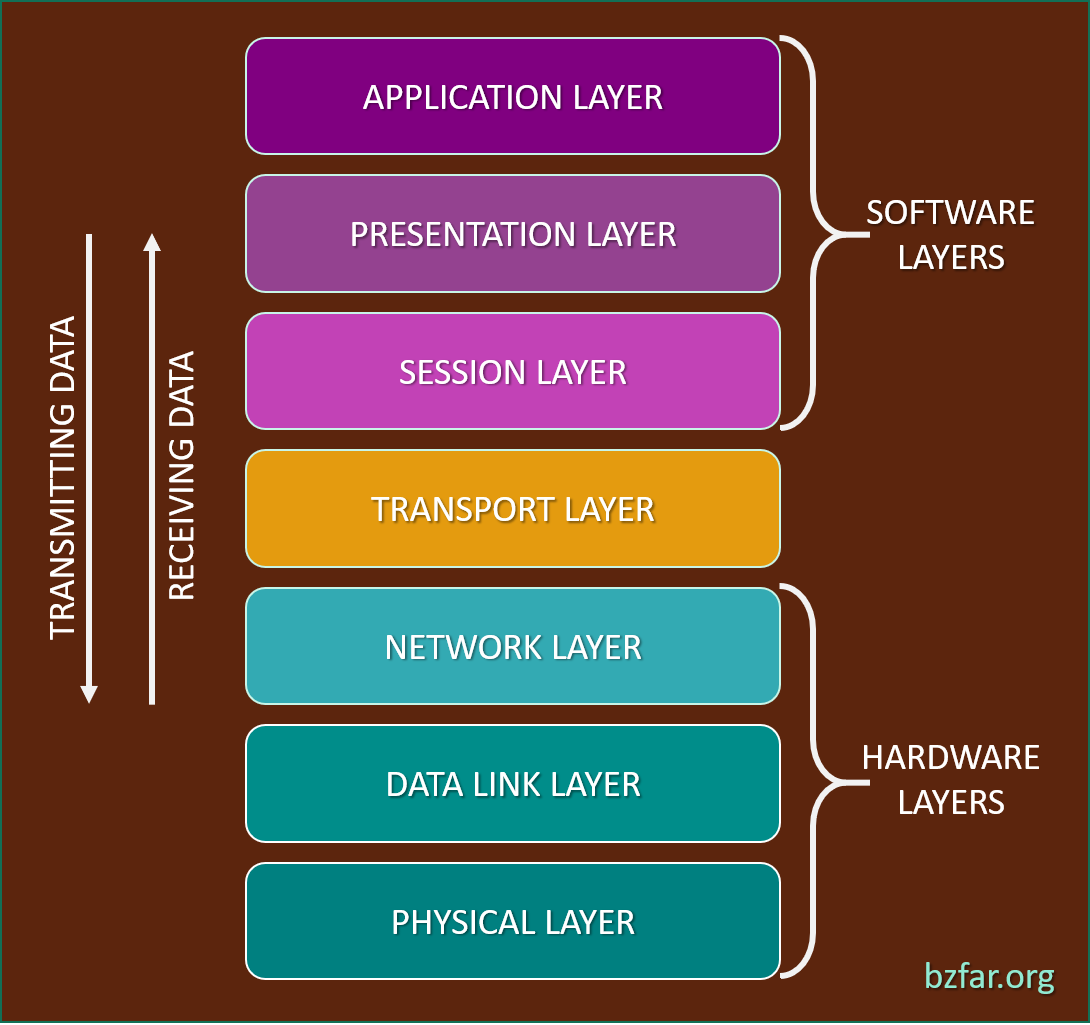 APPLICATION LAYER
PRESENTATION LAYER
SOFTWARE
LAYERS
SESSION LAYER
TRANSMITTING DATA
RECEIVING DATA
TRANSPORT LAYER
NETWORK LAYER
DATA LINK LAYER
HARDWARE
LAYERS
PHYSICAL LAYER
bzfar.org